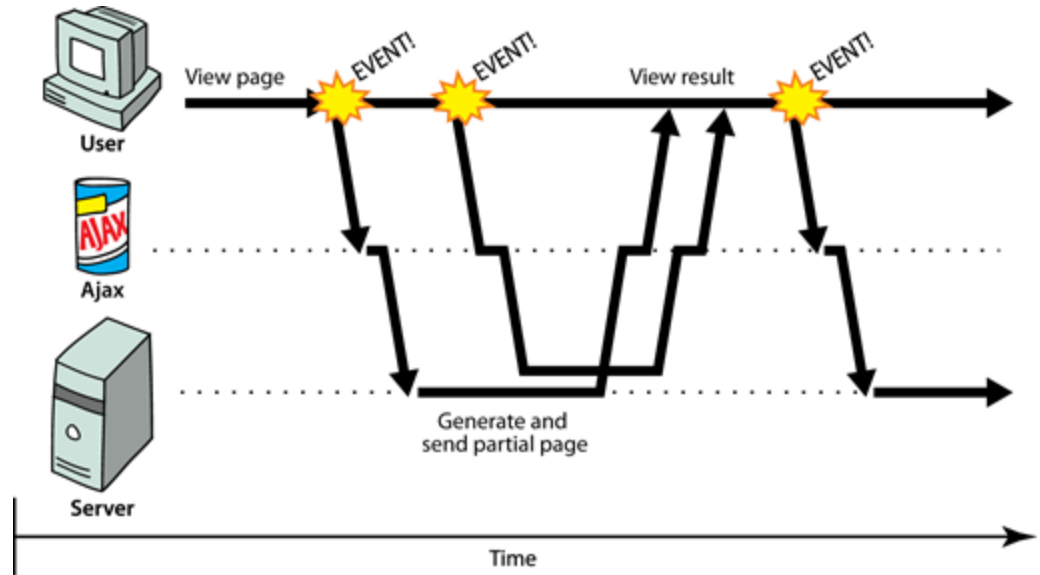 EVENT!
EVENT!
EVENT!
View page
View result
User
AJAX
Ajax
Generate and
send partial page
Server
Time